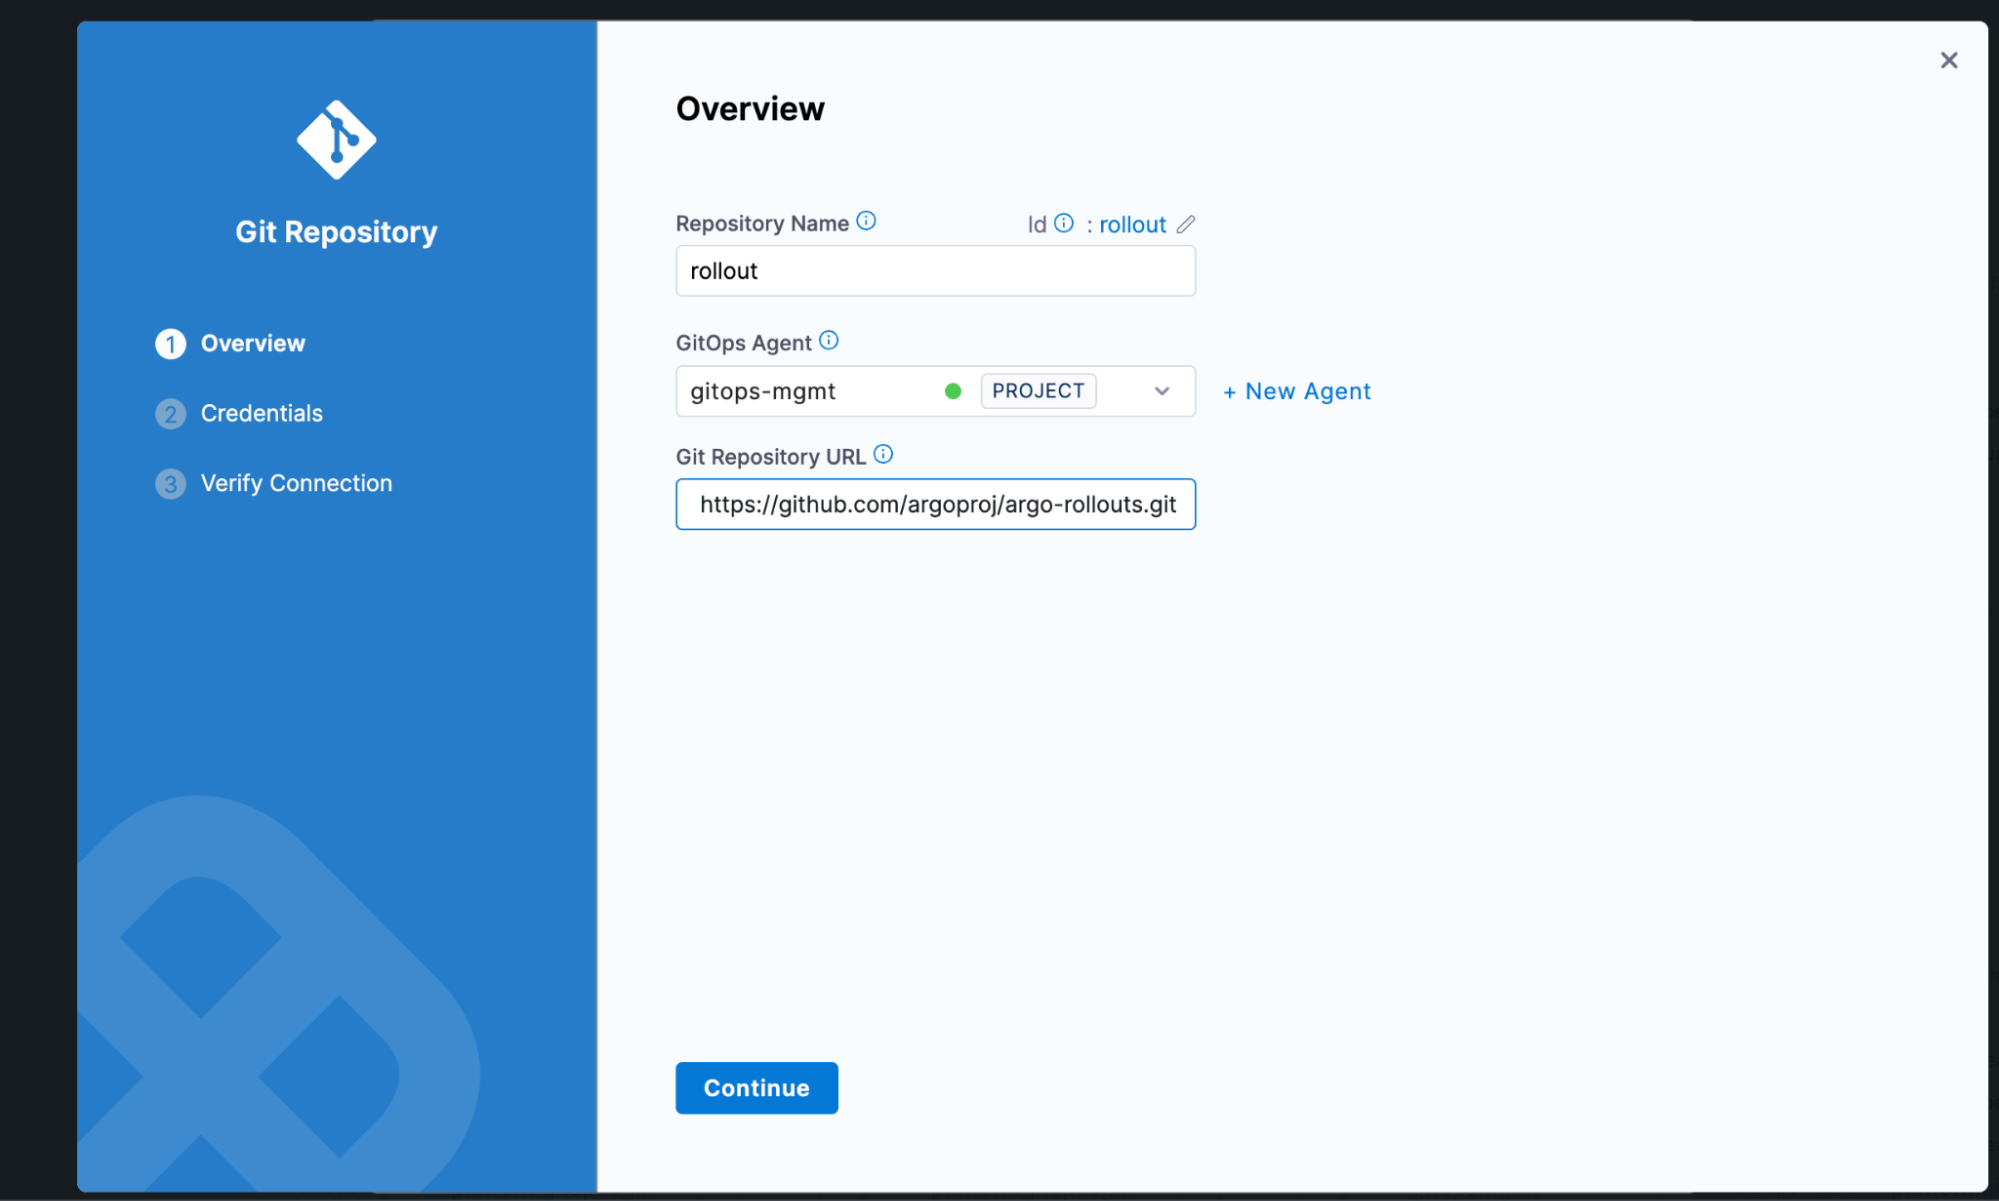 Git Repository
1 Overview
2 Credentials
3 Verify Connection
Overview
Repository Name
Id : rollout
rollout
GitOps Agent
gitops-mgmt PROJECT
+ New Agent
Git Repository URL
https://github.com/argoproj/argo-rollouts.git
Continue